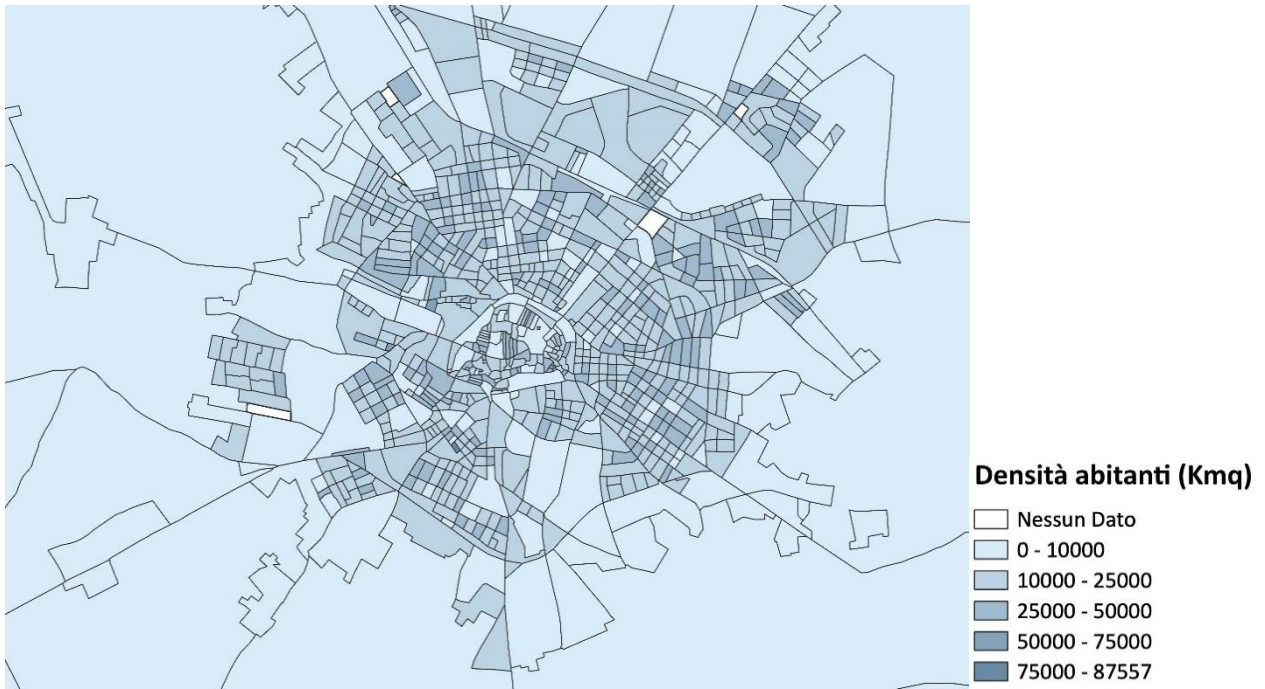 Densità abitanti (Kmq)
Nessun Dato
0 - 10000
10000 - 25000
25000 - 50000
50000 - 75000
75000 - 87557